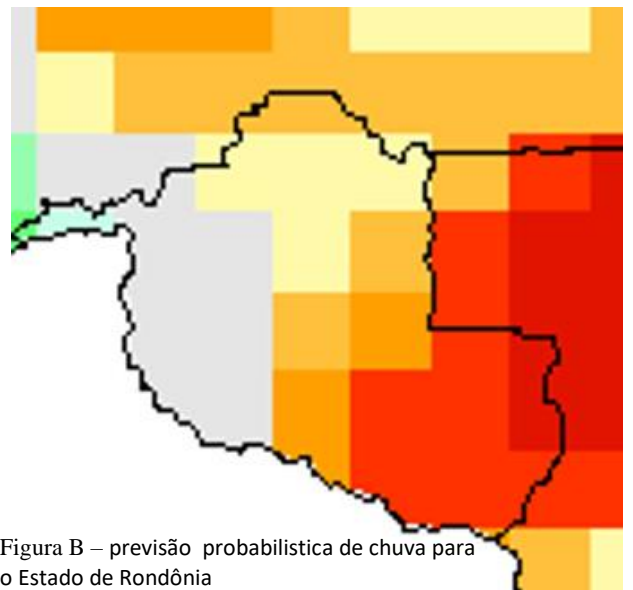 Figura B – previsão probabilistica de chuva para
o Estado de Rondônia